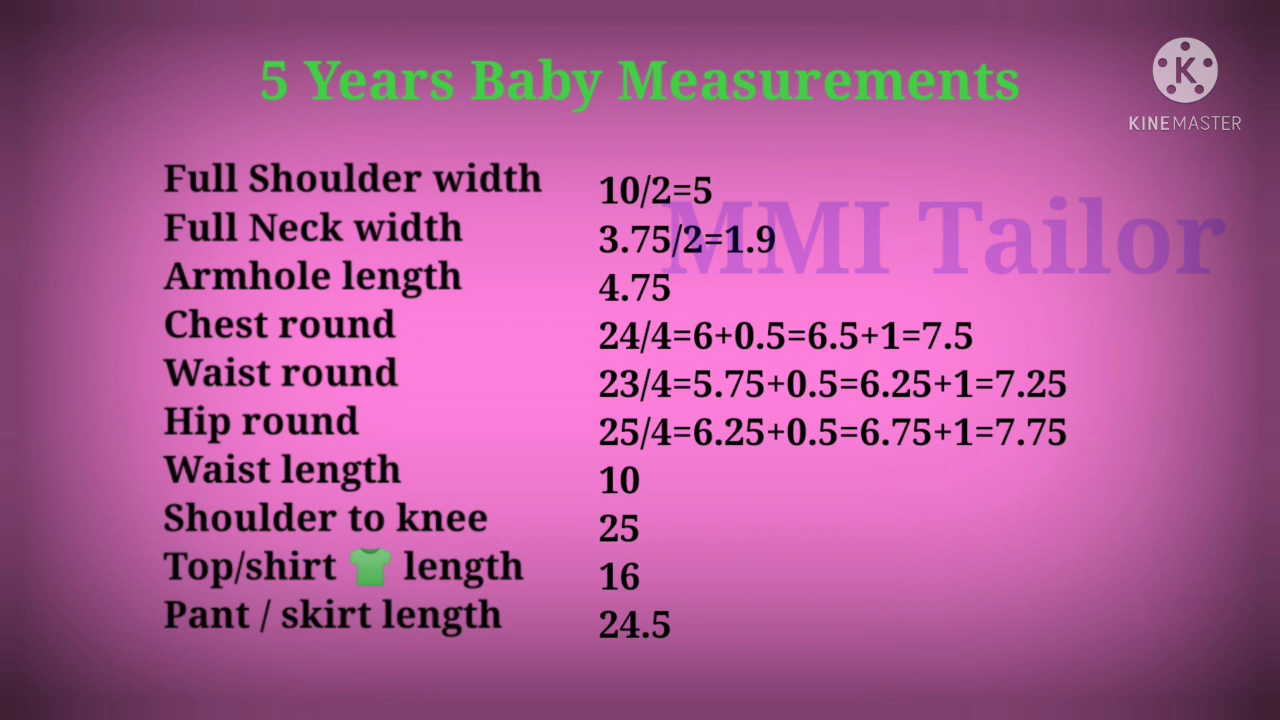 5 Years Baby Measurements
KINEMASTER
Full Shoulder width 10/2=5
Full Neck width 3.75/2=1.9
MMI Tailor
Armhole length 4.75
Chest round 24/4=6+0.5=6.5+1=7.5
Waist round 23/4=5.75+0.5=6.25+1=7.25
Hip round 25/4=6.25+0.5=6.75+1=7.75
Waist length 10
Shoulder to knee 25
Top/shirt 👕 length 16
Pant / skirt length 24.5